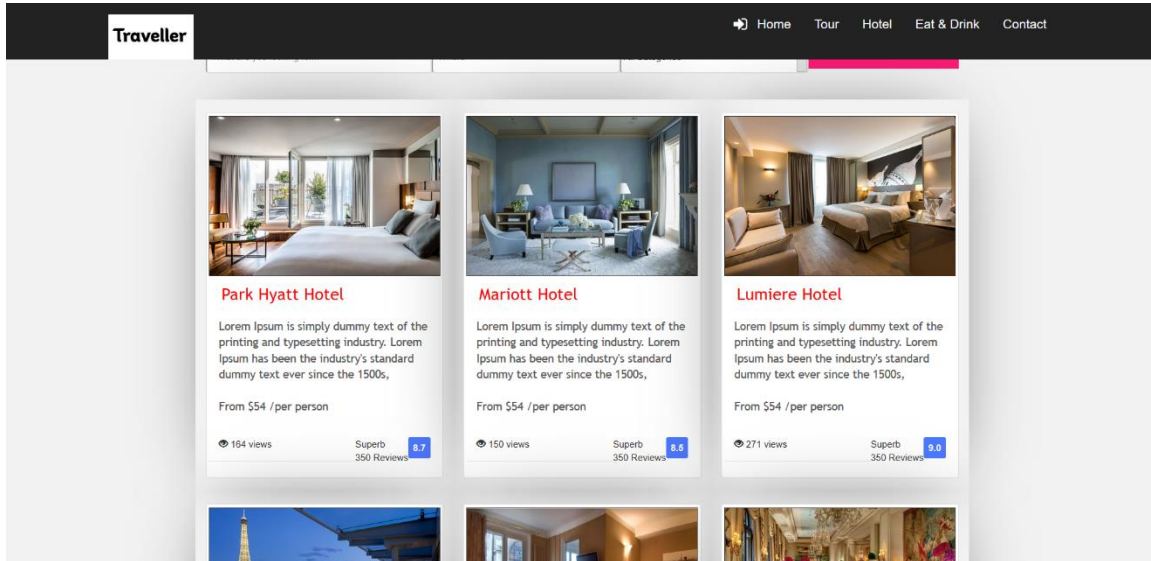 Traveller
Home Tour Hotel Eat & Drink Contact
Park Hyatt Hotel
Lorem Ipsum is simply dummy text of the
printing and typesetting industry. Lorem
Ipsum has been the industry's standard
dummy text ever since the 1500s,
From $54 /per person
164 views
Superb
350 Reviews
8.7
Mariott Hotel
Lorem Ipsum is simply dummy text of the
printing and typesetting industry. Lorem
Ipsum has been the industry's standard
dummy text ever since the 1500s,
From $54 /per person
150 views
Superb
350 Reviews
8.5
Lumiere Hotel
Lorem Ipsum is simply dummy text of the
printing and typesetting industry. Lorem
Ipsum has been the industry's standard
dummy text ever since the 1500s,
From $54 /per person
271 views
Superb
350 Reviews
9.0